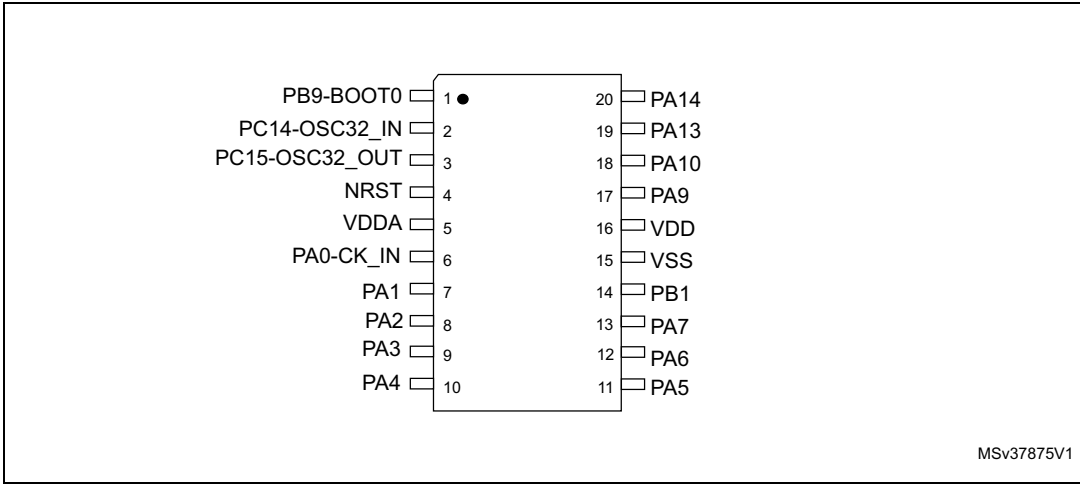 PB9-BOOT0 1 20 PA14
PC14-OSC32_IN 2 19 PA13
PC15-OSC32_OUT 3 18 PA10
NRST 4 17 PA9
VDDA 5 16 VDD
PA0-CK_IN 6 15 VSS
PA1 7 14 PB1
PA2 8 13 PA7
PA3 9 12 PA6
PA4 10 11 PA5
MSv37875V1